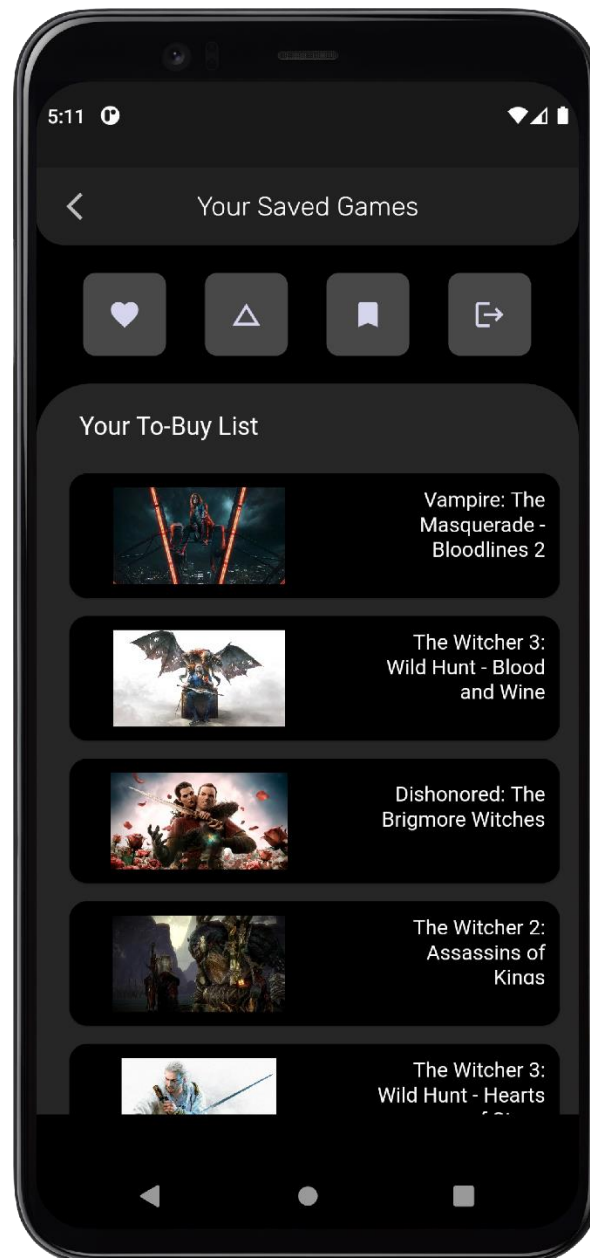 5:11
Your Saved Games
Your To-Buy List
Vampire: The
Masquerade -
Bloodlines 2
The Witcher 3:
Wild Hunt - Blood
and Wine
Dishonored: The
Brigmore Witches
The Witcher 2:
Assassins of
Kings
The Witcher 3:
Wild Hunt - Hearts